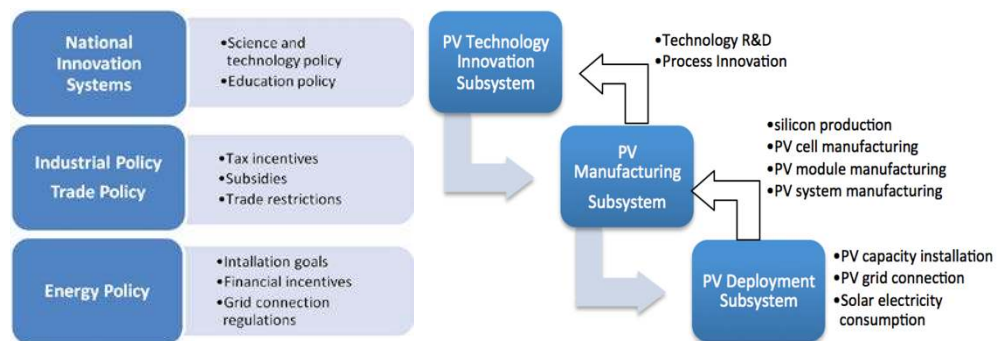 National
Innovation
Systems
•Science and
technology policy
•Education policy
Industrial Policy
Trade Policy
•Tax incentives
•Subsidies
•Trade restrictions
Energy Policy
•Intallation goals
•Financial incentives
•Grid connection
regulations
PV Technology
Innovation
Subsystem
•Technology R&D
•Process Innovation
PV
Manufacturing
Subsystem
•silicon production
•PV cell manufacturing
•PV module manufacturing
•PV system manufacturing
PV Deployment
Subsystem
•PV capacity installation
•PV grid connection
•Solar electricity
consumption